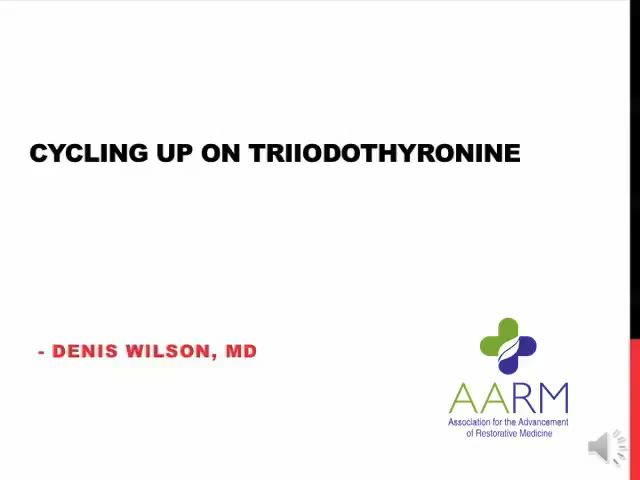 CYCLING UP ON TRIIODOTHYRONINE
- DENIS WILSON, MD
AARM
Association for the Advancement
of Restorative Medicine